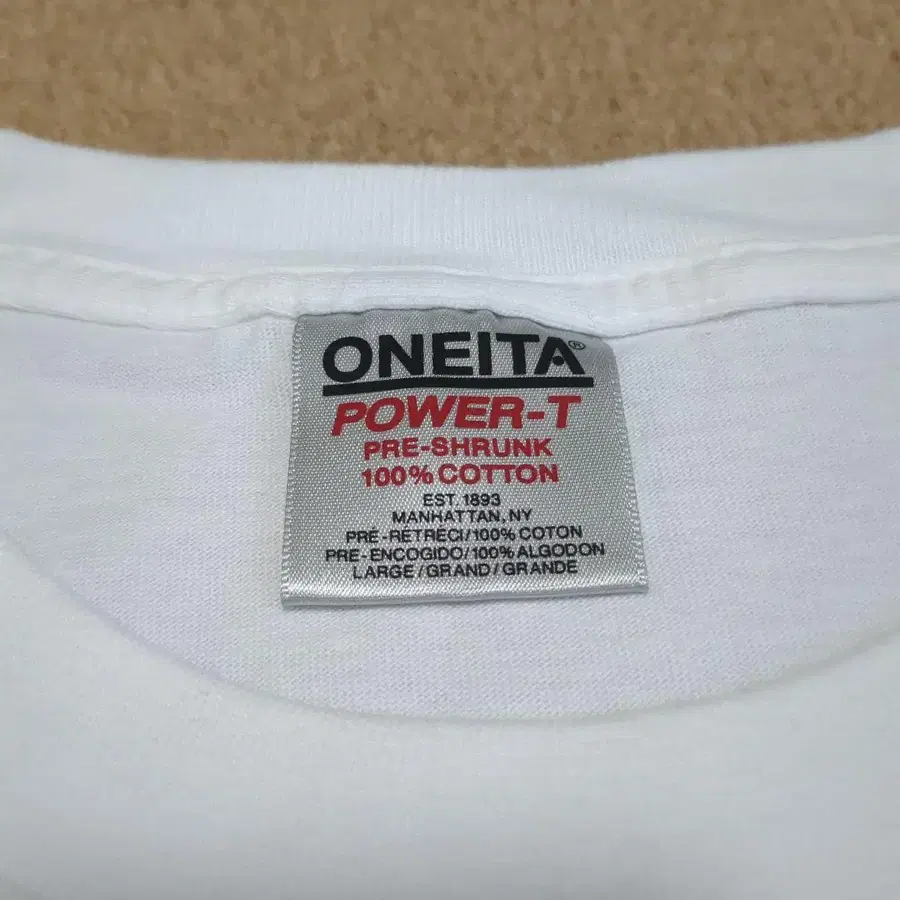 ONEITA®
POWER-T
PRE-SHRUNK
100% COTTON
EST 1893
MANHATTAN, NY
PRÉ-RÉTRÉCI/100% COTON
PRE-ENCOGIDO/100% ALGODON
LARGE/GRAND/GRANDE